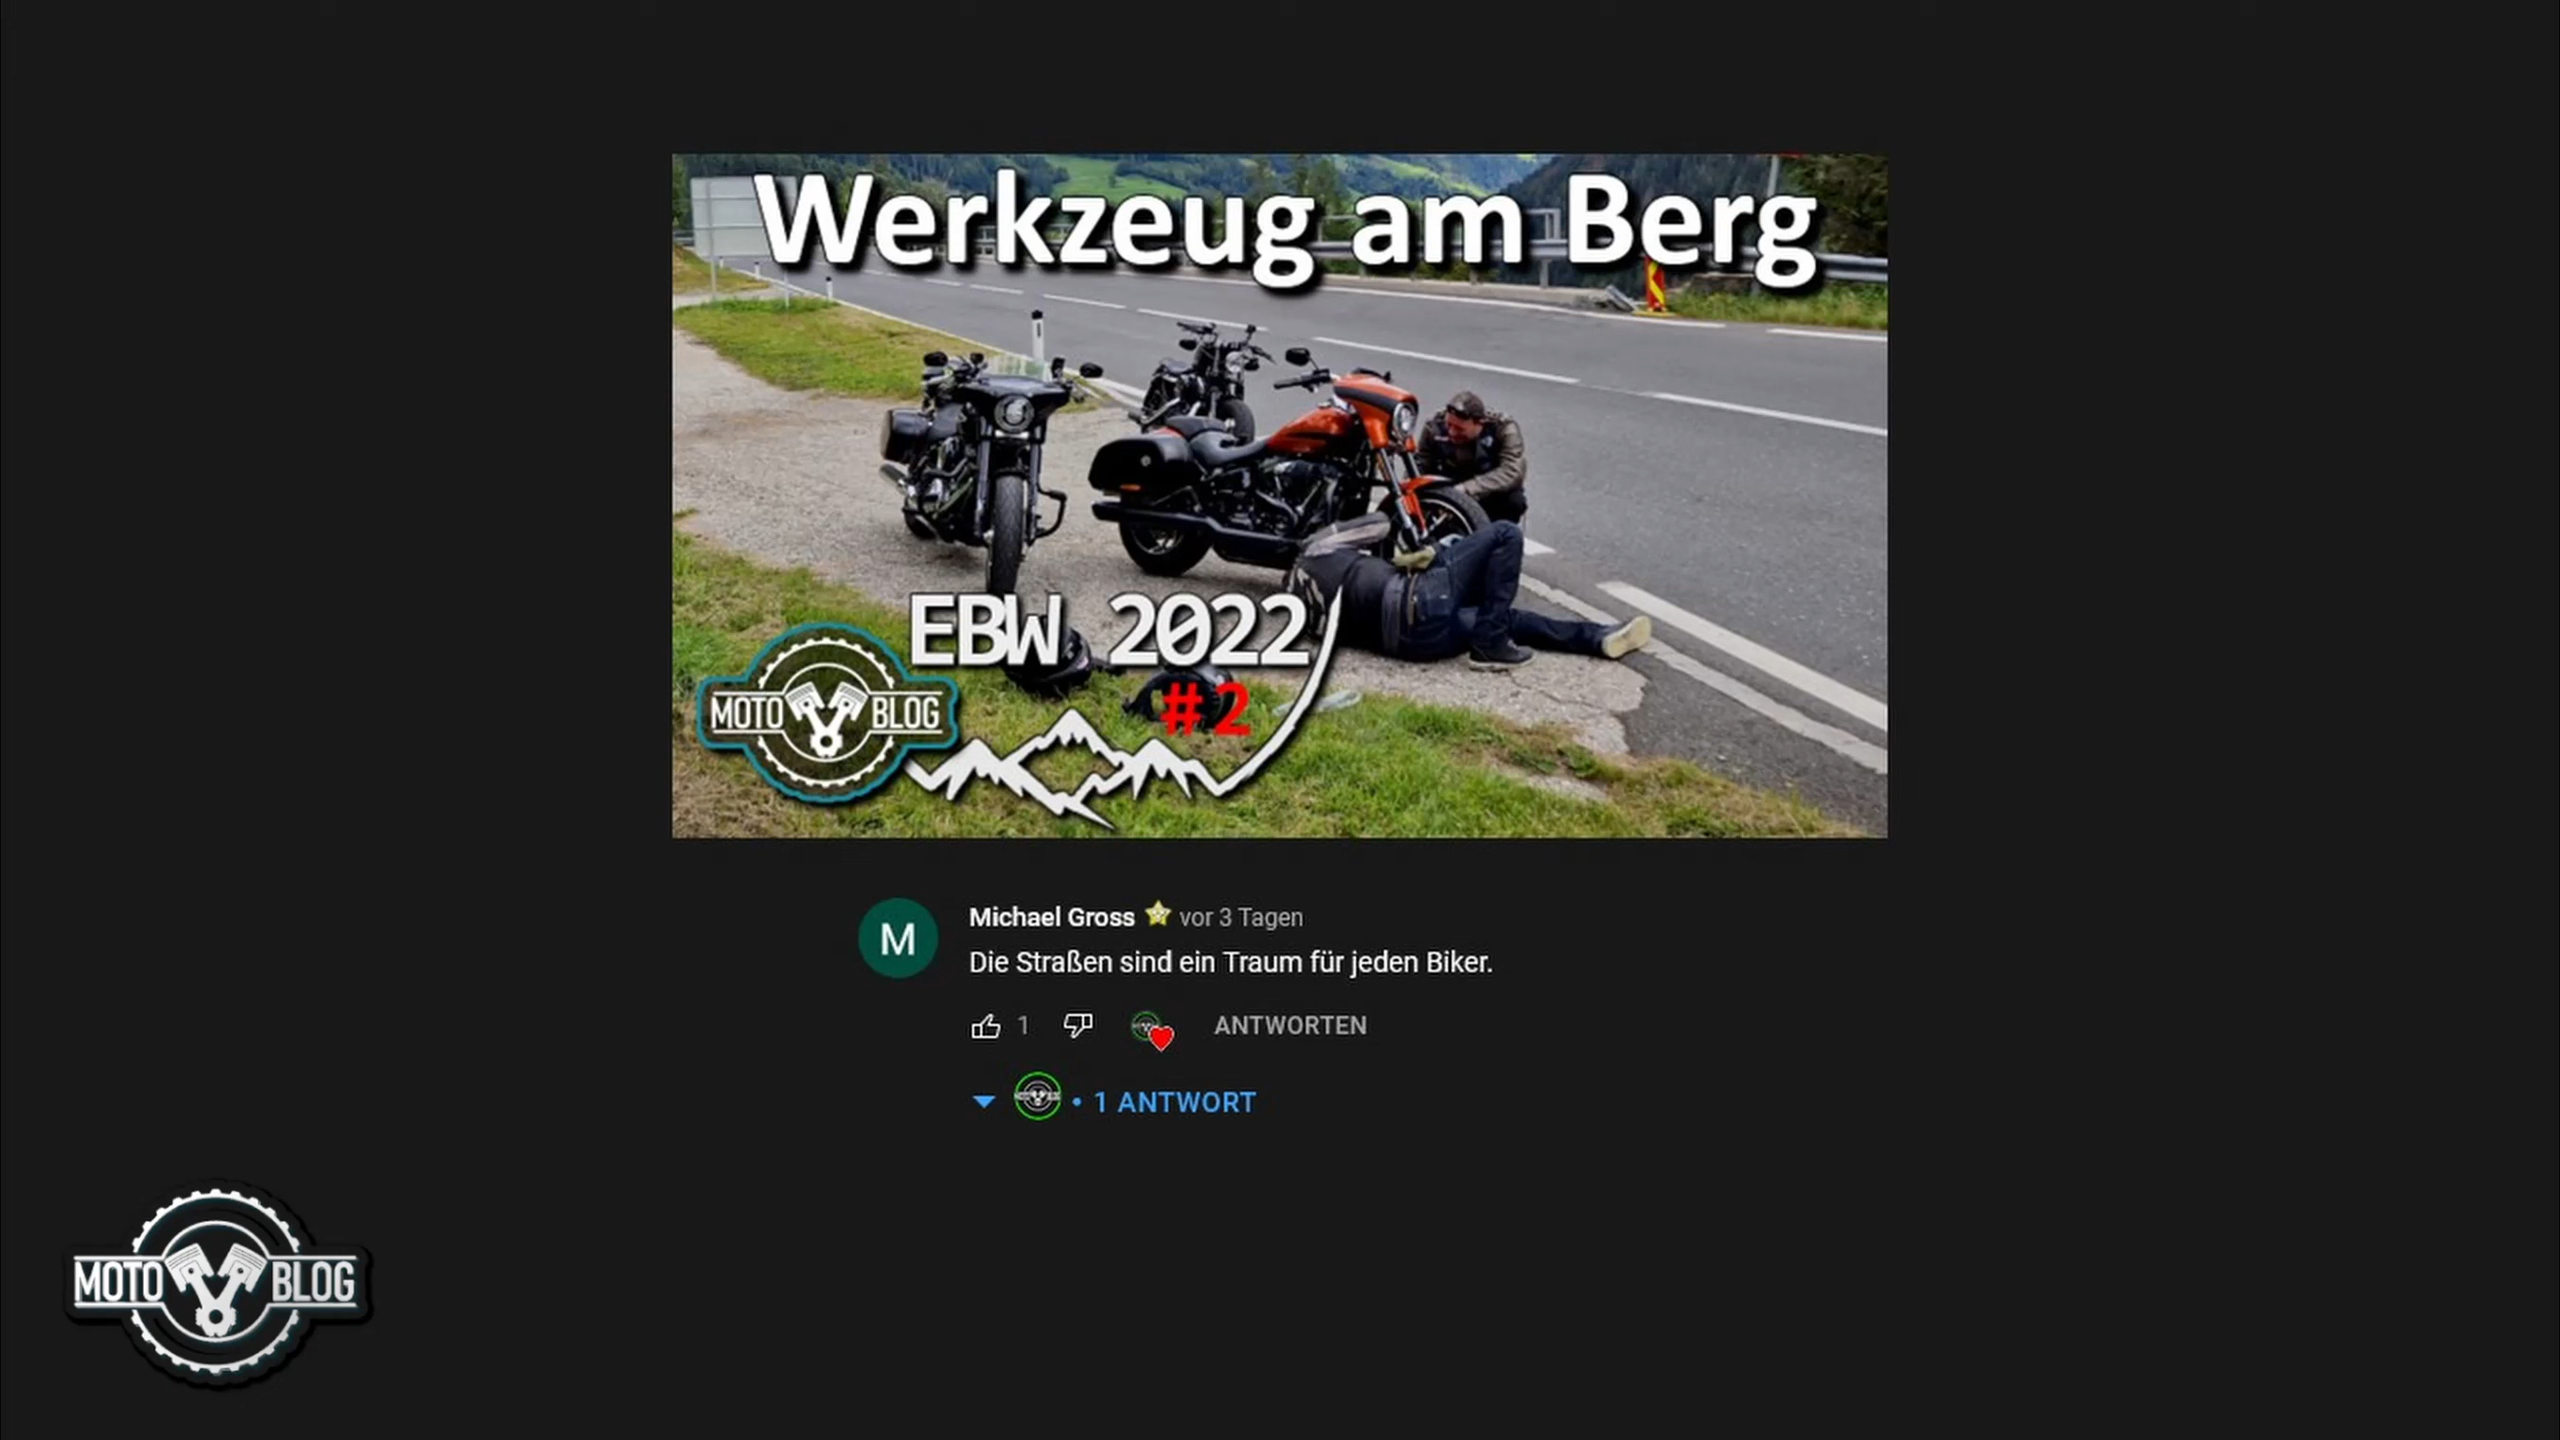 Werkzeug am Berg
EBW 2022
#2
MOTO BLOG
M
Michael Gross vor 3 Tagen
Die Straßen sind ein Traum für jeden Biker.
1 ANTWORTEN
• 1 ANTWORT
MOTO BLOG